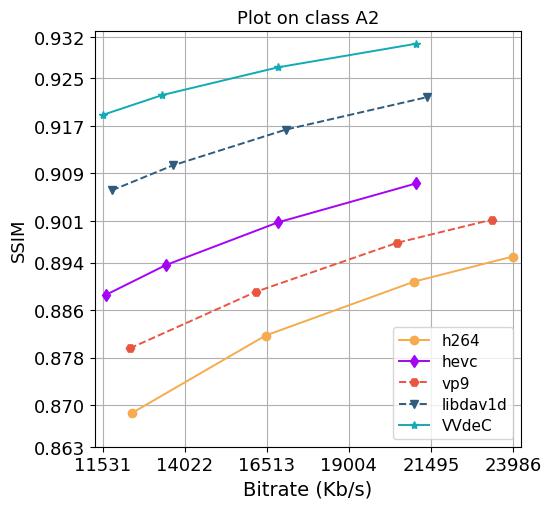 Plot on class A2
0.932
0.925
0.917
0.909
0.901
0.894
0.886
0.878
0.870
0.863
SSIM
h264
hevc
vp9
libdav1d
VVdeC
11531 14022 16513 19004 21495 23986
Bitrate (Kb/s)